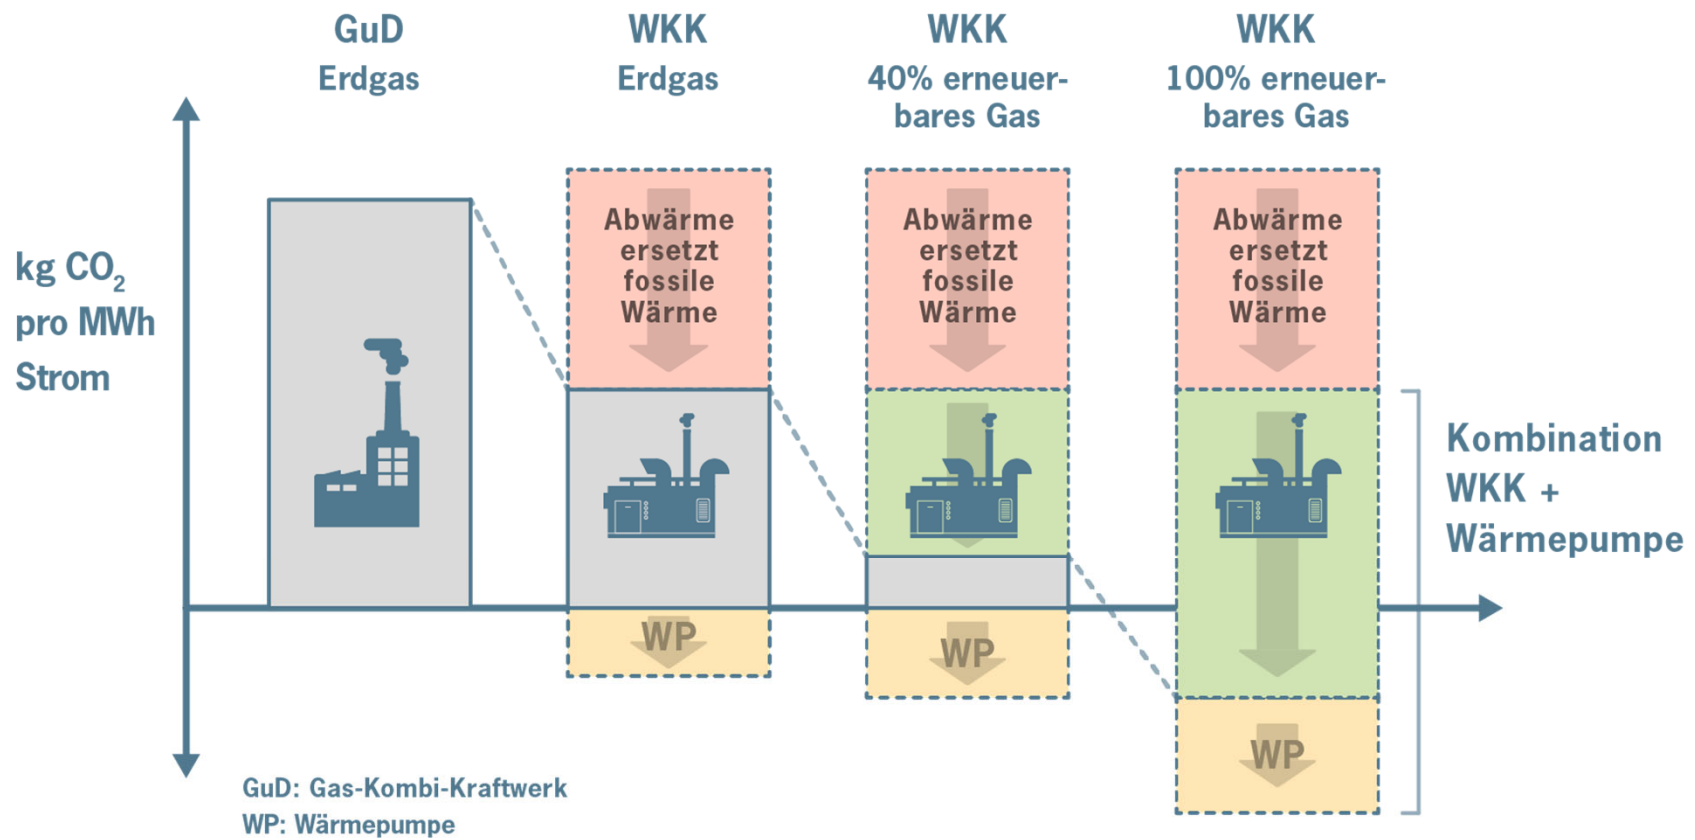 GuD
Erdgas
WKK
Erdgas
WKK
40% erneuer-
bares Gas
WKK
100% erneuer-
bares Gas
kg CO₂
pro MWh
Strom
Abwärme
ersetzt
fossile
Wärme
Abwärme
ersetzt
fossile
Wärme
Abwärme
ersetzt
fossile
Wärme
Kombination
WKK +
Wärmepumpe
WP
WP
WP
GuD: Gas-Kombi-Kraftwerk
WP: Wärmepumpe